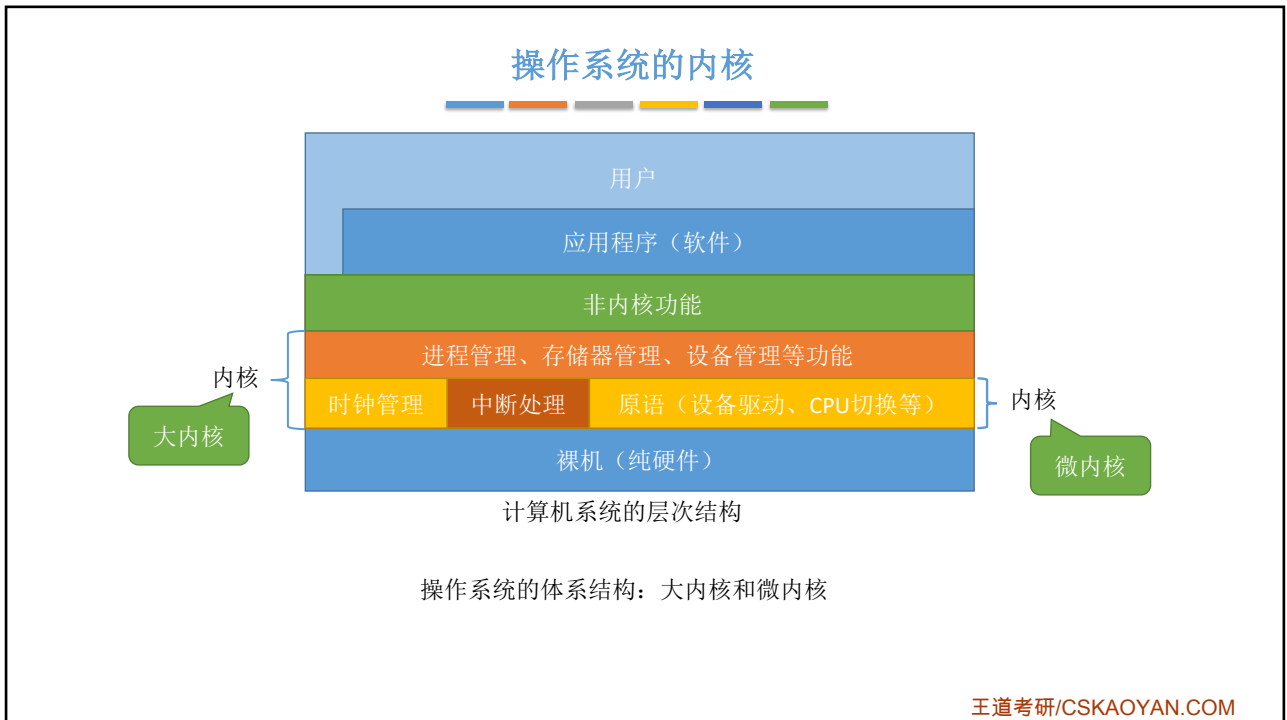 操作系统的内核
用户
应用程序（软件）
非内核功能
进程管理、存储器管理、设备管理等功能
内核
时钟管理
中断处理
原语（设备驱动、CPU切换等）
内核
大内核
微内核
裸机（纯硬件）
计算机系统的层次结构
操作系统的体系结构：大内核和微内核
王道考研/CSKAOYAN.COM